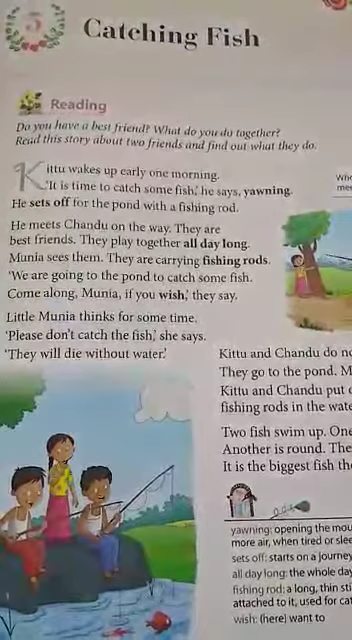 5
Catching Fish
Reading
Do you have a best friend? What do you do together?
Read this story about two friends and find out what they do.
Kittu wakes up early one morning.
'It is time to catch some fish,' he says, yawning.
He sets off for the pond with a fishing rod.
He meets Chandu on the way. They are
best friends. They play together all day long.
Munia sees them. They are carrying fishing rods.
'We are going to the pond to catch some fish.
Come along, Munia, if you wish,' they say.
Little Munia thinks for some time.
'Please don't catch the fish,' she says.
'They will die without water.'
Kittu and Chandu do
They go to the pond.
Kittu and Chandu put
fishing rods in the
Two fish swim up.
Another is round.
It is the biggest fish
yawning: opening the
more air, when tired or
sets off: starts on a journey
all day long: the whole day
fishing rod: a long, thin
attached to it, used for
wish: (here) want to